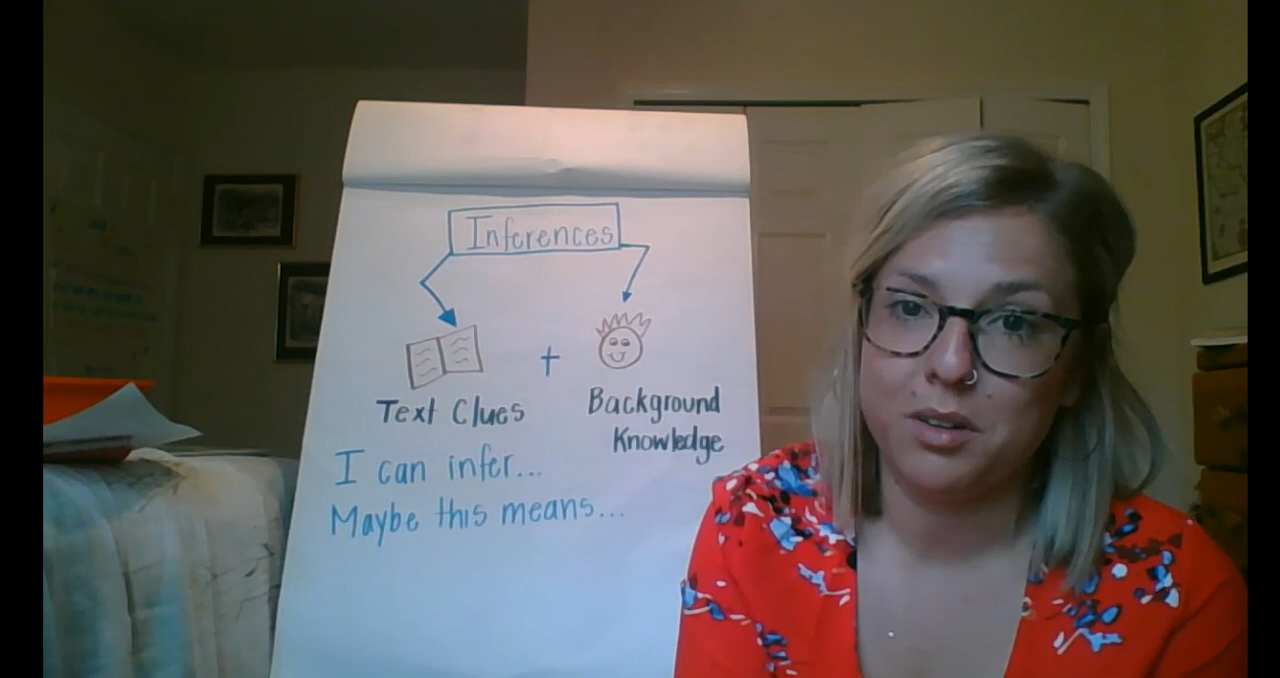 Inferences
Text Clues + Background
Knowledge
I can infer...
Maybe this means...